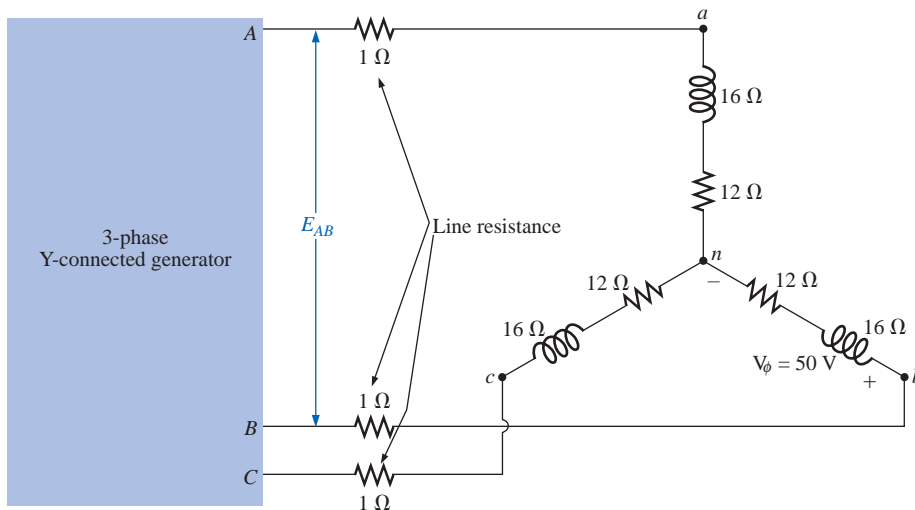 a
A
1 Ω
16 Ω
12 Ω
E_AB
Line resistance
3-phase
Y-connected generator
n
12 Ω
−
12 Ω
16 Ω
16 Ω
c
V_ϕ = 50 V
+
1 Ω
B
C
1 Ω